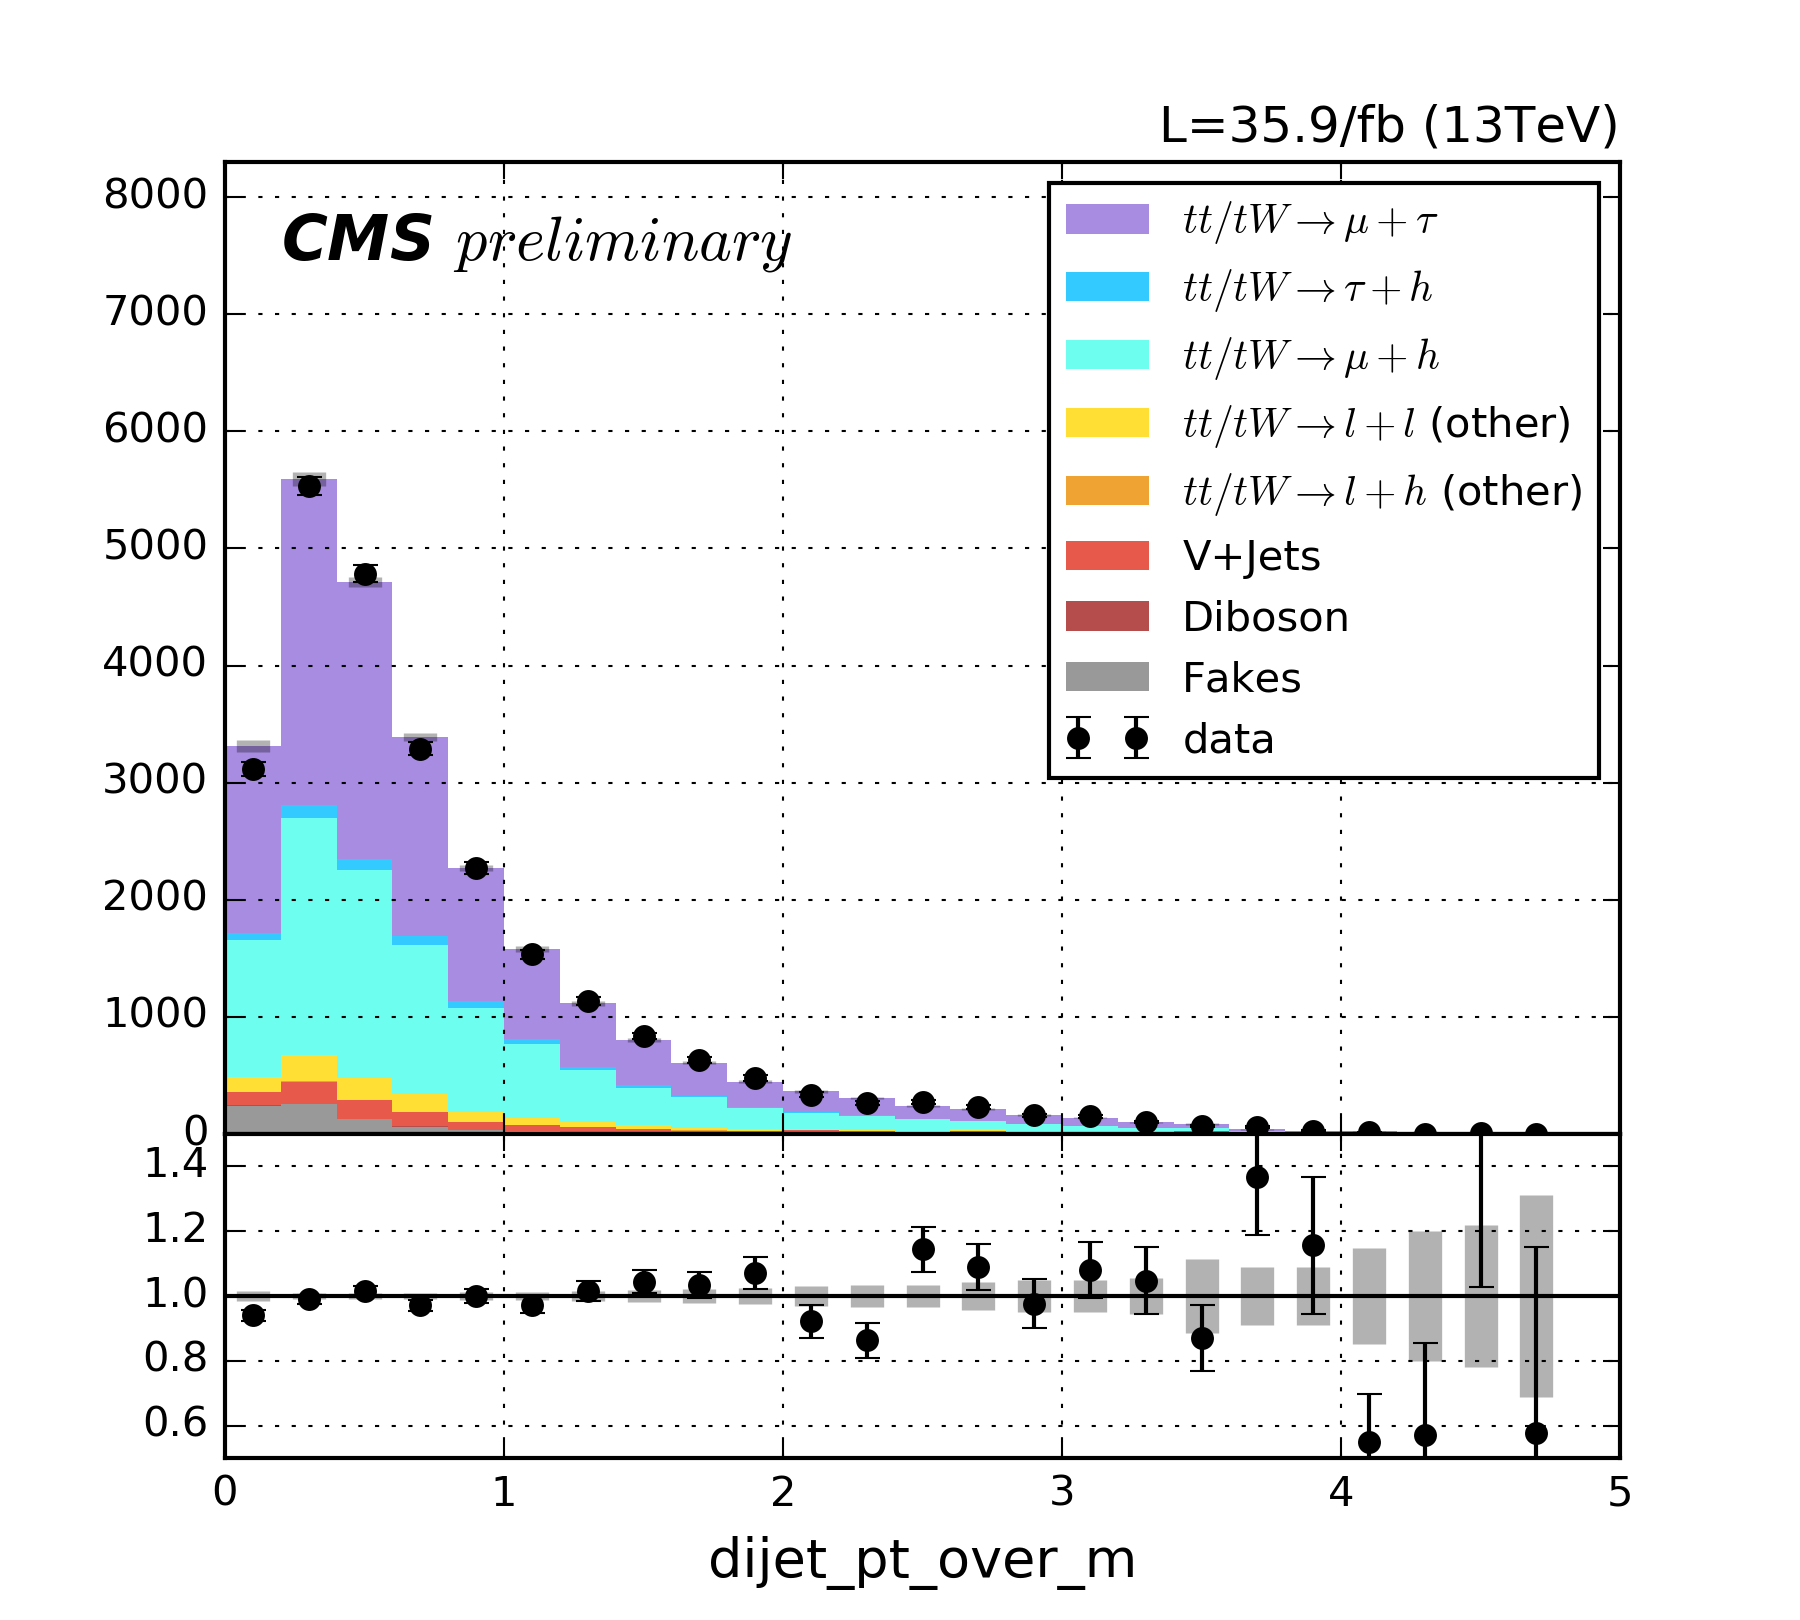 L=35.9/fb (13TeV)
CMS preliminary
8000
7000
6000
5000
4000
3000
2000
1000
0
tt/tW→μ+τ
tt/tW→τ+h
tt/tW→μ+h
tt/tW→l+l (other)
tt/tW→l+h (other)
V+Jets
Diboson
Fakes
data
1.4
1.2
1.0
0.8
0.6
0 1 2 3 4 5
dijet_pt_over_m